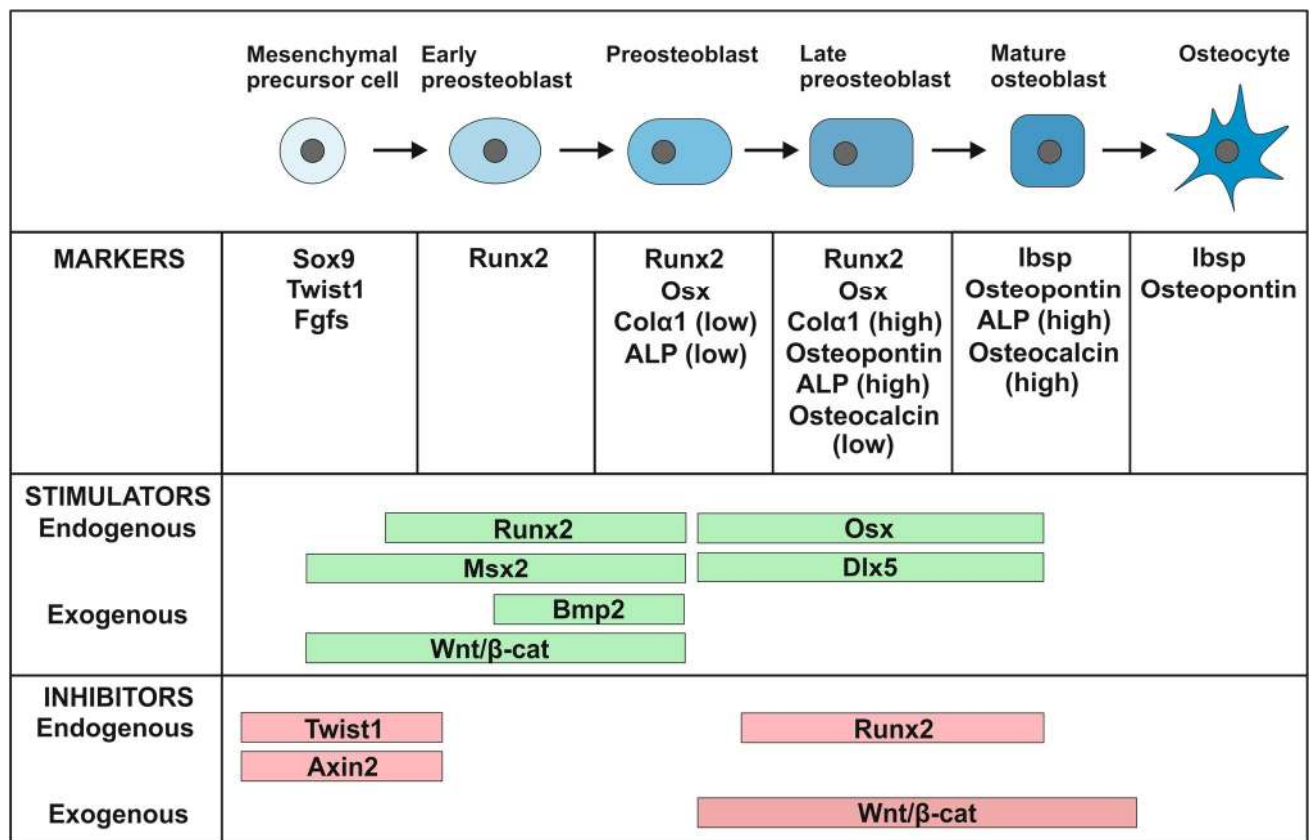 Mesenchymal precursor cell
Early preosteoblast
Preosteoblast
Late preosteoblast
Mature osteoblast
Osteocyte
MARKERS
Sox9
Twist1
Fgfs
Runx2
Runx2
Osx
Colα1 (low)
ALP (low)
Runx2
Osx
Colα1 (high)
Osteopontin
ALP (high)
Osteocalcin
(low)
Ibsp
Osteopontin
ALP (high)
Osteocalcin
(high)
Ibsp
Osteopontin
STIMULATORS
Endogenous
Runx2
Osx
Msx2
Dlx5
Exogenous
Bmp2
Wnt/β-cat
INHIBITORS
Endogenous
Twist1
Runx2
Axin2
Exogenous
Wnt/β-cat